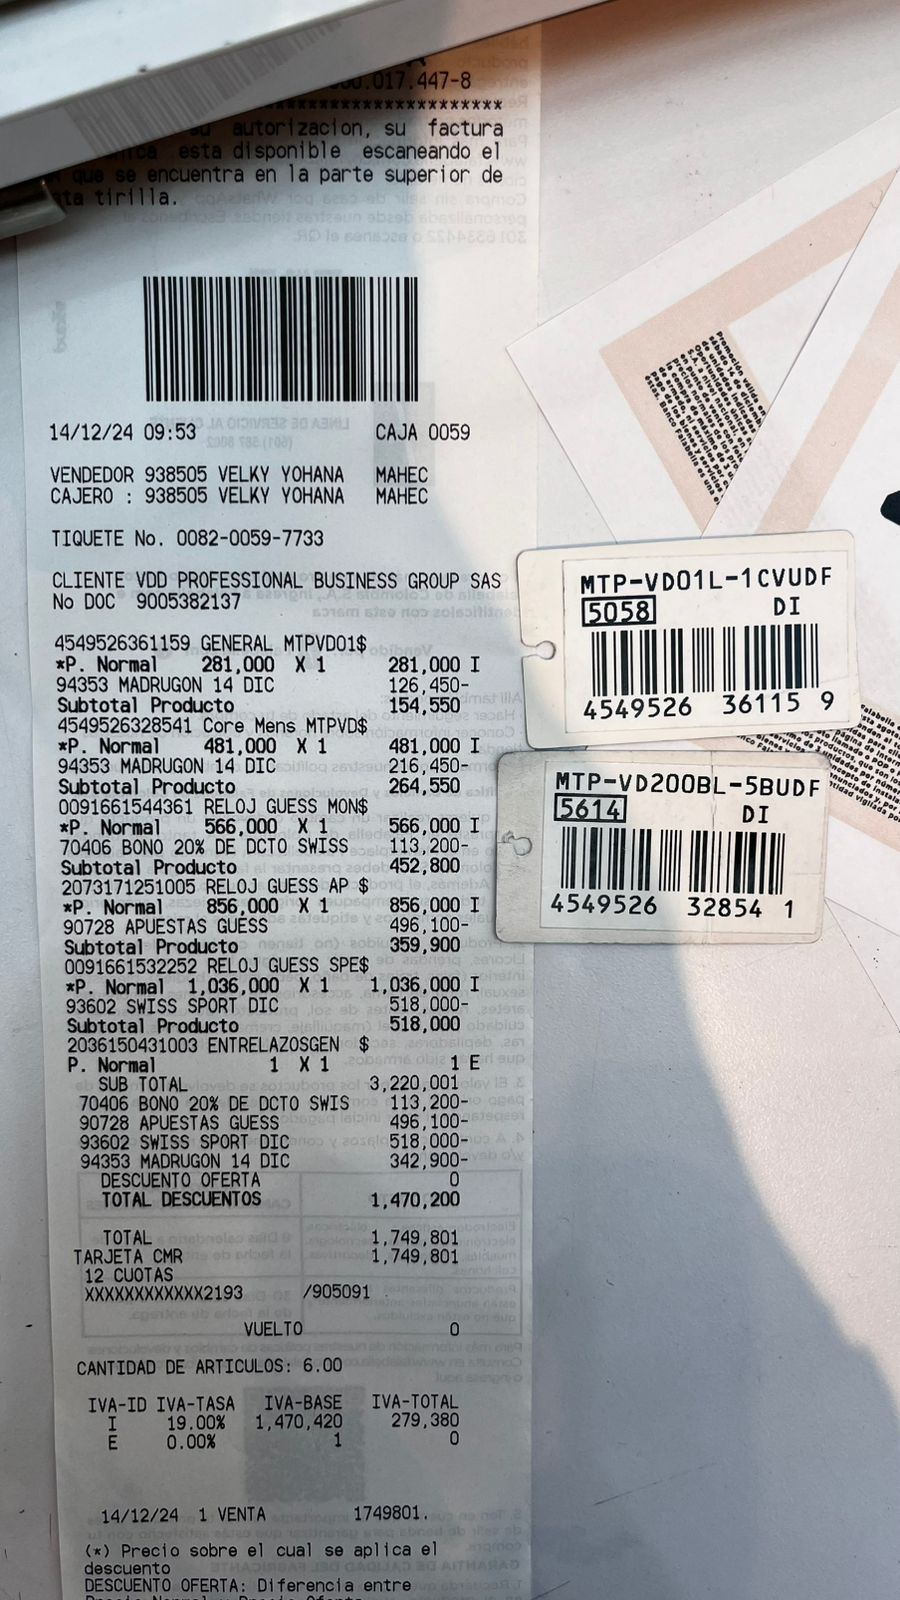 .017.447-8
******************************
autorizacion, su factura
esta disponible escaneando el
que se encuentra en la parte superior de
tirilla.
14/12/24 09:53 CAJA 0059
VENDEDOR 938505 VELKY YOHANA MAHEC
CAJERO : 938505 VELKY YOHANA MAHEC
TIQUETE No. 0082-0059-7733
CLIENTE VDD PROFESSIONAL BUSINESS GROUP SAS
No DOC 9005382137
4549526361159 GENERAL MTPVD01$
*P. Normal 281,000 X 1 281,000 I
94353 MADRUGON 14 DIC 126,450-
Subtotal Producto 154,550
4549526328541 Core Mens MTPVD$
*P. Normal 481,000 X 1 481,000 I
94353 MADRUGON 14 DIC 216,450-
Subtotal Producto 264,550
0091661544361 RELOJ GUESS MON$
*P. Normal 566,000 X 1 566,000 I
70406 BONO 20% DE DCTO SWISS 113,200-
Subtotal Producto 452,800
2073171251005 RELOJ GUESS AP $
*P. Normal 856,000 X 1 856,000 I
90728 APUESTAS GUESS 496,100-
Subtotal Producto 359,900
0091661532252 RELOJ GUESS SPE$
*P. Normal 1,036,000 X 1 1,036,000 I
93602 SWISS SPORT DIC 518,000-
Subtotal Producto 518,000
2036150431003 ENTRELAZOSGEN $
P. Normal 1 X 1 1 E
SUB TOTAL 3,220,001
70406 BONO 20% DE DCTO SWIS 113,200-
90728 APUESTAS GUESS 496,100-
93602 SWISS SPORT DIC 518,000-
94353 MADRUGON 14 DIC 342,900-
DESCUENTO OFERTA 0
TOTAL DESCUENTOS 1,470,200
TOTAL 1,749,801
TARJETA CMR 1,749,801
12 CUOTAS
XXXXXXXXXXXX2193 /905091
VUELTO 0
CANTIDAD DE ARTICULOS: 6.00
IVA-ID IVA-TASA IVA-BASE IVA-TOTAL
I 19.00% 1,470,420 279,380
E 0.00% 1 0
14/12/24 1 VENTA 1749801.
(*) Precio sobre el cual se aplica el
descuento
DESCUENTO OFERTA: Diferencia entre
MTP-VD01L-1CVUDF
5058 DI
4549526 36115 9
MTP-VD200BL-5BUDF
5614 DI
4549526 32854 1